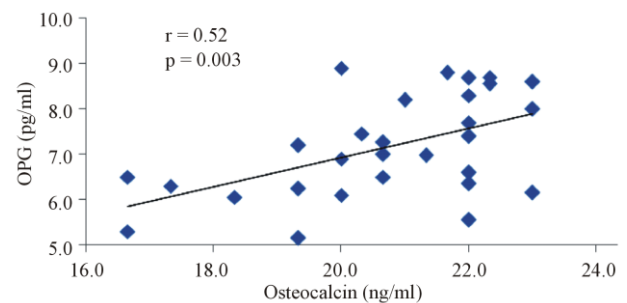 10.0
9.0
8.0
7.0
6.0
5.0
OPG (pg/ml)
r = 0.52
p = 0.003
16.0 18.0 20.0 22.0 24.0
Osteocalcin (ng/ml)